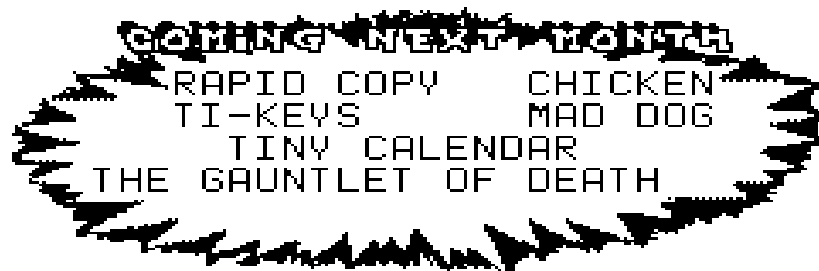 COMING NEXT MONTH
RAPID COPY CHICKEN
TI-KEYS MAD DOG
TINY CALENDAR
THE GAUNTLET OF DEATH